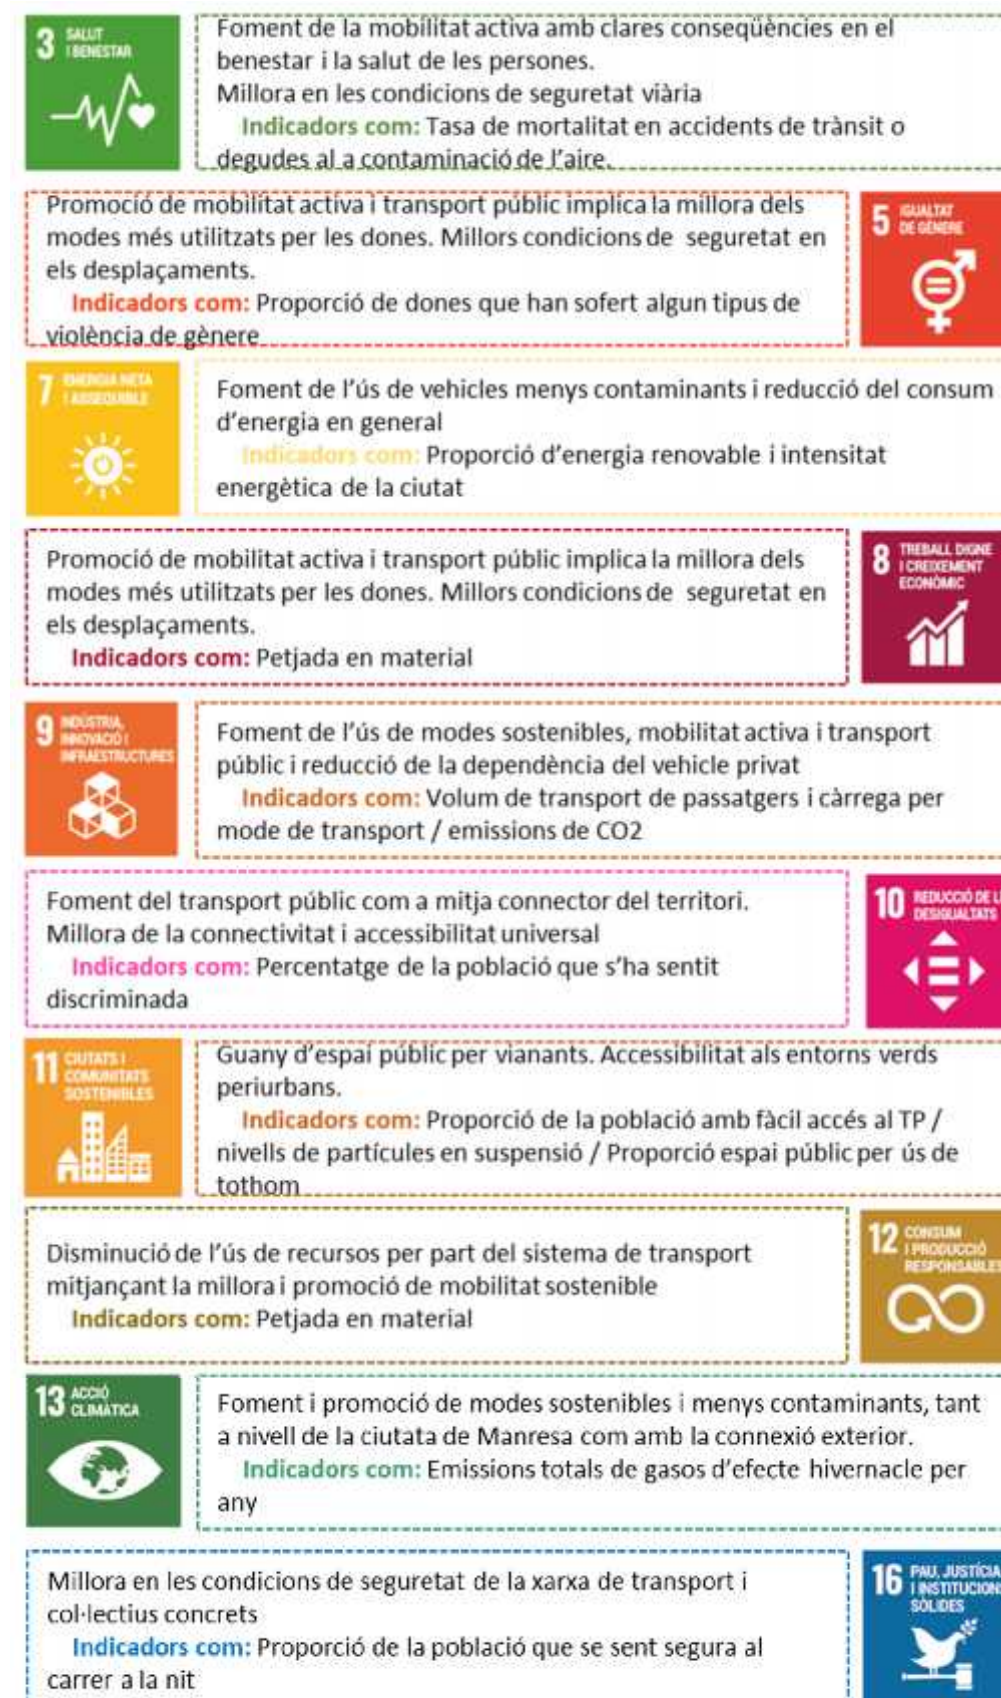 3 SALUT
I BENESTAR
Foment de la mobilitat activa amb clares conseqüències en el
benestar i la salut de les persones.
Millora en les condicions de seguretat viària
Indicadors com: Tasa de mortalitat en accidents de trànsit o
degudes al a contaminació de l'aire.
Promoció de mobilitat activa i transport públic implica la millora dels
modes més utilitzats per les dones. Millors condicions de seguretat en
els desplaçaments.
Indicadors com: Proporció de dones que han sofert algun tipus de
violència de gènere
5 IGUALTAT
DE GÈNERE
7 ENERGIA NETA
I ASSEQUIBLE
Foment de l'ús de vehicles menys contaminants i reducció del consum
d'energia en general
Indicadors com: Proporció d'energia renovable i intensitat
energètica de la ciutat
Promoció de mobilitat activa i transport públic implica la millora dels
modes més utilitzats per les dones. Millors condicions de seguretat en
els desplaçaments.
Indicadors com: Petjada en material
8 TREBALL DIGNE
I CREIXEMENT
ECONÒMIC
9 INDÚSTRIA,
INNOVACIÓ I
INFRAESTRUCTURES
Foment de l'ús de modes sostenibles, mobilitat activa i transport
públic i reducció de la dependència del vehicle privat
Indicadors com: Volum de transport de passatgers i càrrega per
mode de transport / emissions de CO2
Foment del transport públic com a mitja connector del territori.
Millora de la connectivitat i accessibilitat universal
Indicadors com: Percentatge de la població que s'ha sentit
discriminada
10 REDUCCIÓ DE
DESIGUALTATS
11 CIUTATS I
COMUNITATS
SOSTENIBLES
Guany d'espai públic per vianants. Accessibilitat als entorns verds
periurbans.
Indicadors com: Proporció de la població amb fàcil accés al TP /
nivells de partícules en suspensió / Proporció espai públic per ús de
tothom
Disminució de l'ús de recursos per part del sistema de transport
mitjançant la millora i promoció de mobilitat sostenible
Indicadors com: Petjada en material
12 CONSUM
I PRODUCCIÓ
RESPONSABLES
13 ACCIÓ
CLIMÀTICA
Foment i promoció de modes sostenibles i menys contaminants, tant
a nivell de la ciutata de Manresa com amb la connexió exterior.
Indicadors com: Emissions totals de gasos d'efecte hivernacle per
any
Millora en les condicions de seguretat de la xarxa de transport i
col·lectius concrets
Indicadors com: Proporció de la població que se sent segura al
carrer a la nit
16 PAU, JUSTÍCIA
I INSTITUCIONS
SÒLIDES